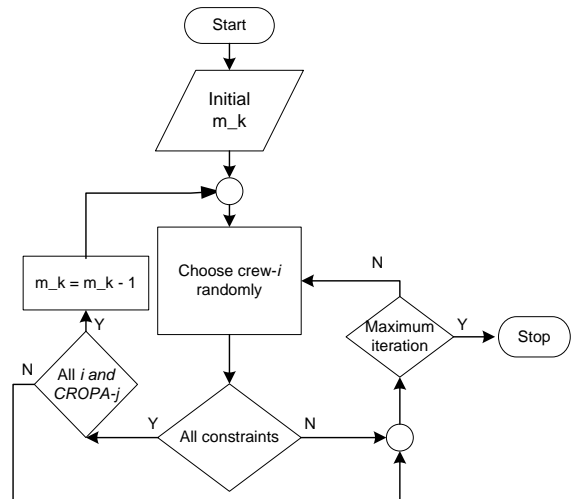 Start
Initial
m_k
Choose crew-i
randomly
m_k = m_k - 1
N
Y
Maximum
iteration
Y
Stop
N
All i and
CROPA-j
Y
All constraints
N